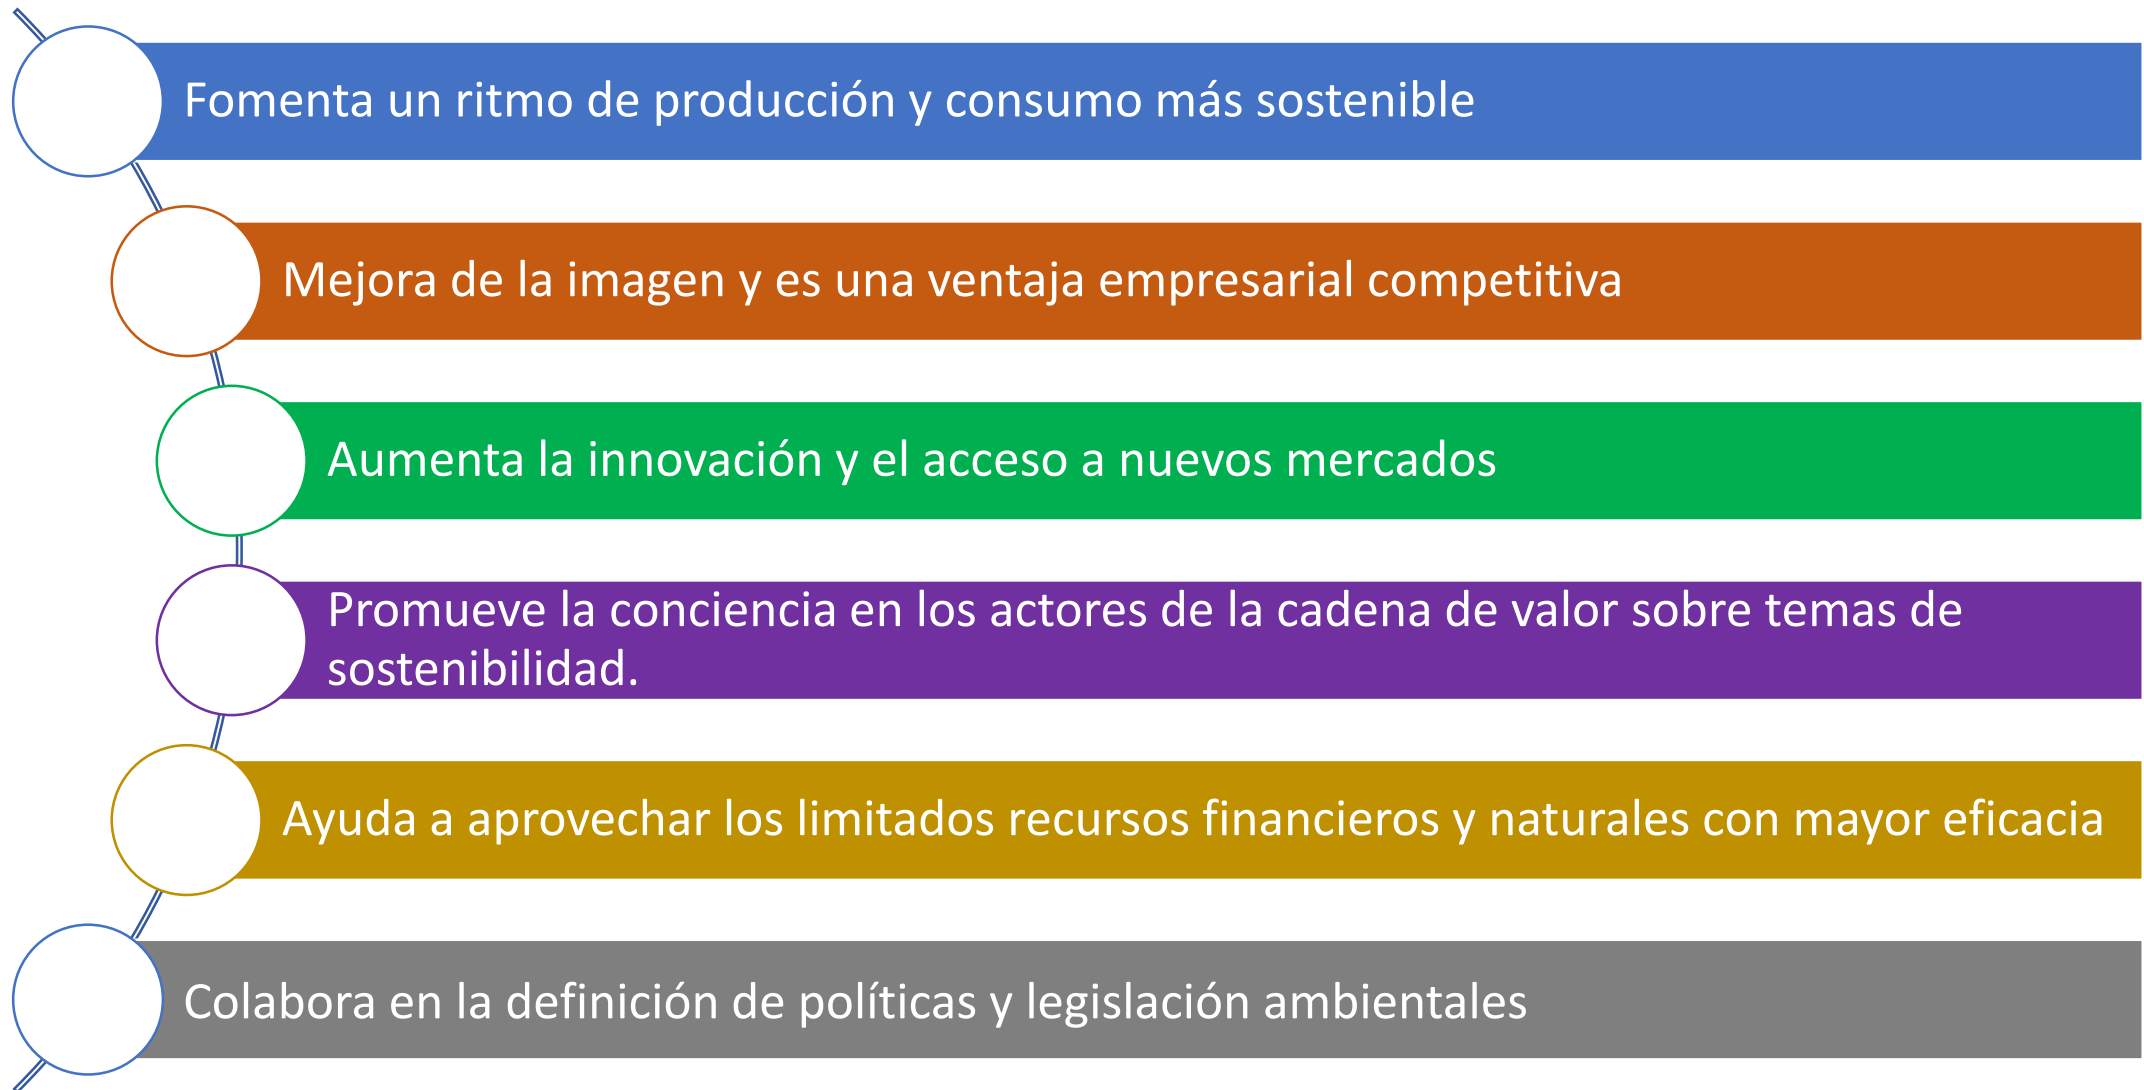 Fomenta un ritmo de producción y consumo más sostenible
Mejora de la imagen y es una ventaja empresarial competitiva
Aumenta la innovación y el acceso a nuevos mercados
Promueve la conciencia en los actores de la cadena de valor sobre temas de
sostenibilidad.
Ayuda a aprovechar los limitados recursos financieros y naturales con mayor eficacia
Colabora en la definición de políticas y legislación ambientales